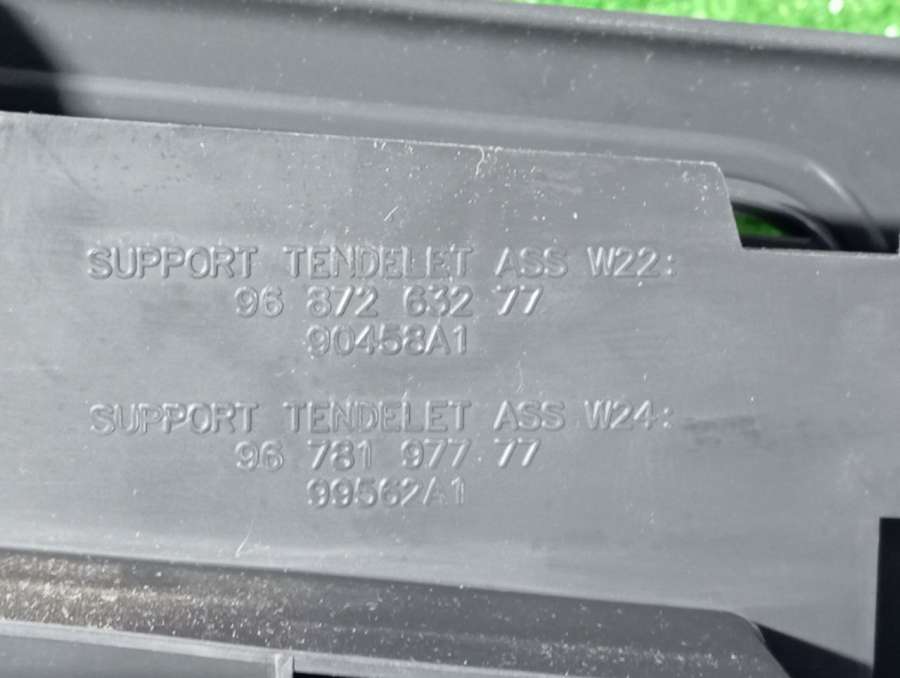 SUPPORT TENDELET ASS W22:
96 872 632 77
90458A1
SUPPORT TENDELET ASS W24:
96 781 977 77
99562A1